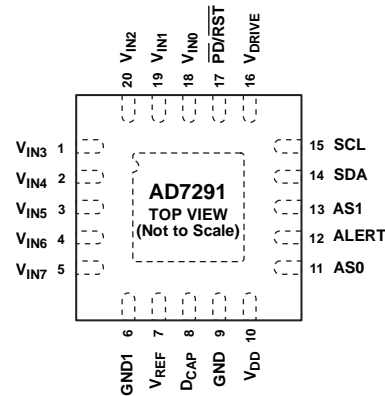 VIN2
VIN1
VIN0
PD/RST
VDRIVE
20
19
18
17
16
VIN3 1
VIN4 2
VIN5 3
VIN6 4
VIN7 5
AD7291
TOP VIEW
(Not to Scale)
15 SCL
14 SDA
13 AS1
12 ALERT
11 AS0
6
7
8
9
10
GND1
VREF
DCAP
GND
VDD